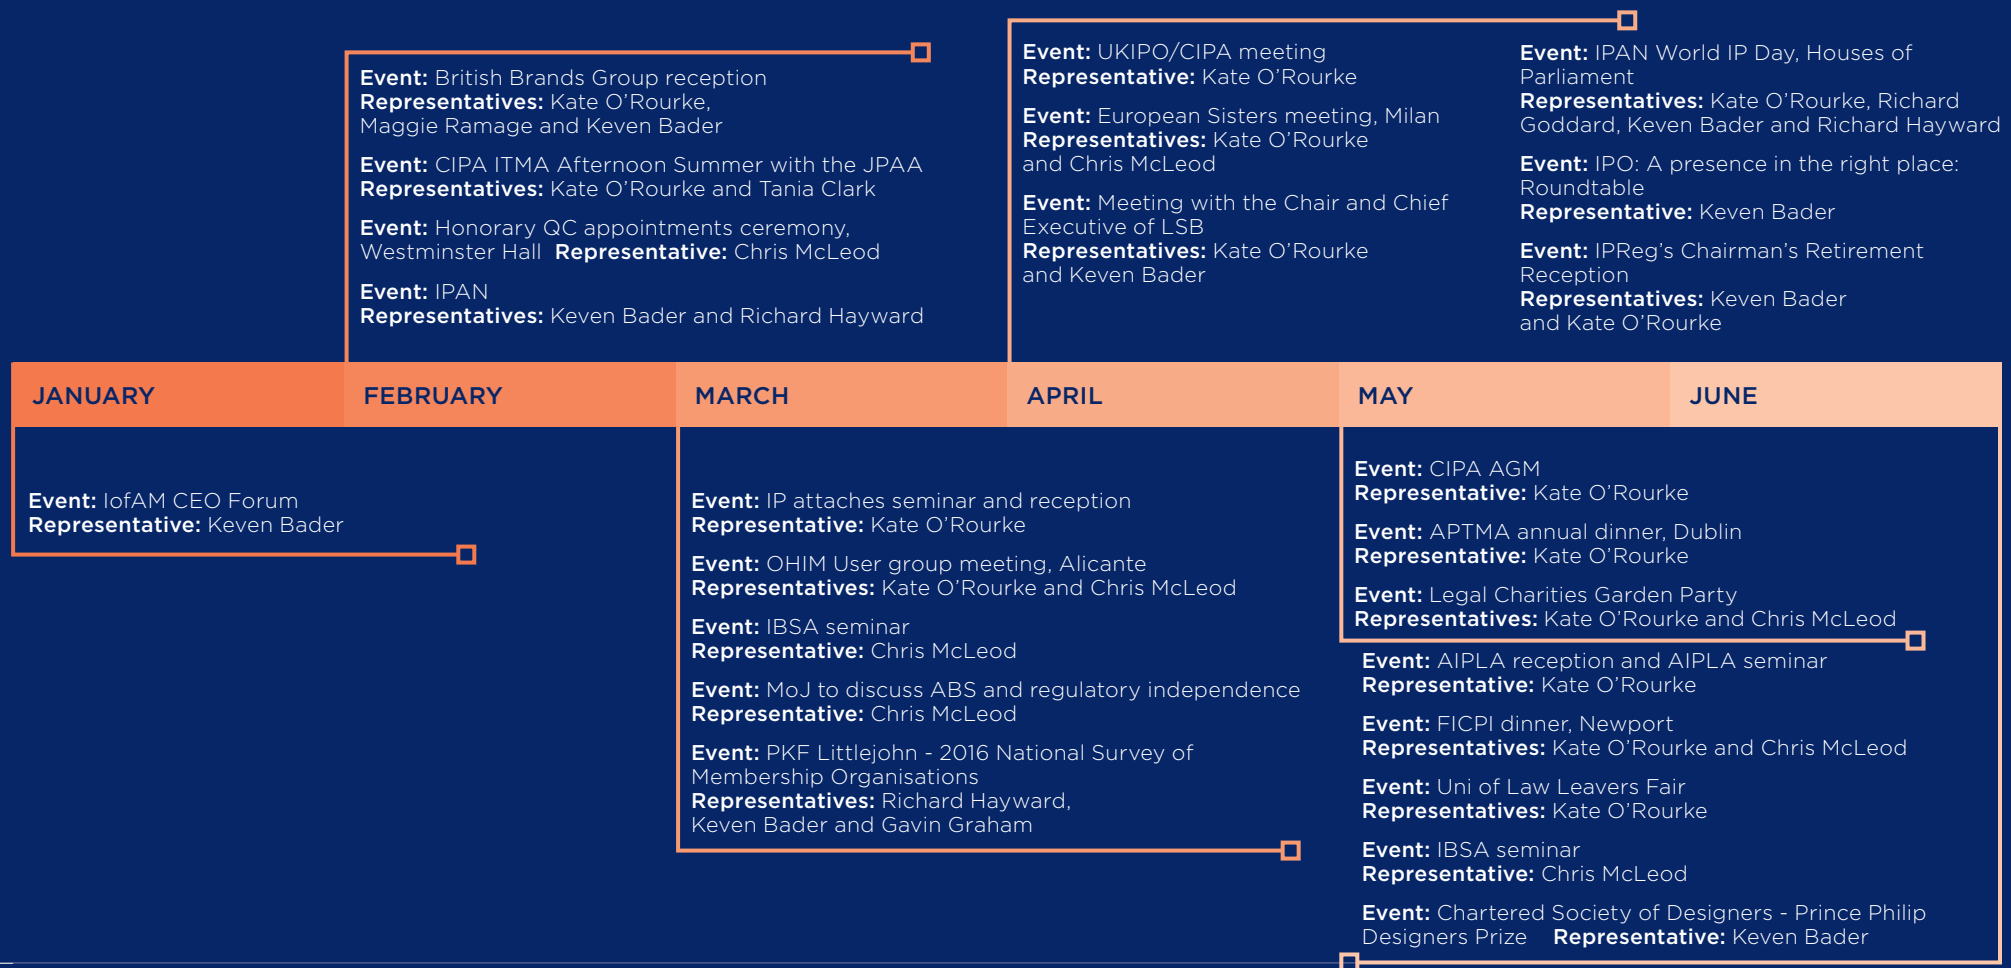 Event: British Brands Group reception
Representatives: Kate O’Rourke,
Maggie Ramage and Keven Bader
Event: CIPA ITMA Afternoon Summer with the JPAA
Representatives: Kate O’Rourke and Tania Clark
Event: Honorary QC appointments ceremony,
Westminster Hall Representative: Chris McLeod
Event: IPAN
Representatives: Keven Bader and Richard Hayward
Event: UKIPO/CIPA meeting
Representative: Kate O’Rourke
Event: European Sisters meeting, Milan
Representatives: Kate O’Rourke
and Chris McLeod
Event: Meeting with the Chair and Chief
Executive of LSB
Representatives: Kate O’Rourke
and Keven Bader
Event: IPAN World IP Day, Houses of
Parliament
Representatives: Kate O’Rourke, Richard
Goddard, Keven Bader and Richard Hayward
Event: IPO: A presence in the right place:
Roundtable
Representative: Keven Bader
Event: IPReg’s Chairman’s Retirement
Reception
Representatives: Keven Bader
and Kate O’Rourke
JANUARY
FEBRUARY
MARCH
APRIL
MAY
JUNE
Event: IofAM CEO Forum
Representative: Keven Bader
Event: IP attaches seminar and reception
Representative: Kate O’Rourke
Event: OHIM User group meeting, Alicante
Representatives: Kate O’Rourke and Chris McLeod
Event: IBSA seminar
Representative: Chris McLeod
Event: MoJ to discuss ABS and regulatory independence
Representative: Chris McLeod
Event: PKF Littlejohn - 2016 National Survey of
Membership Organisations
Representatives: Richard Hayward,
Keven Bader and Gavin Graham
Event: CIPA AGM
Representative: Kate O’Rourke
Event: APTMA annual dinner, Dublin
Representative: Kate O’Rourke
Event: Legal Charities Garden Party
Representatives: Kate O’Rourke and Chris McLeod
Event: AIPLA reception and AIPLA seminar
Representative: Kate O’Rourke
Event: FICPI dinner, Newport
Representatives: Kate O’Rourke and Chris McLeod
Event: Uni of Law Leavers Fair
Representatives: Kate O’Rourke
Event: IBSA seminar
Representative: Chris McLeod
Event: Chartered Society of Designers - Prince Philip
Designers Prize Representative: Keven Bader